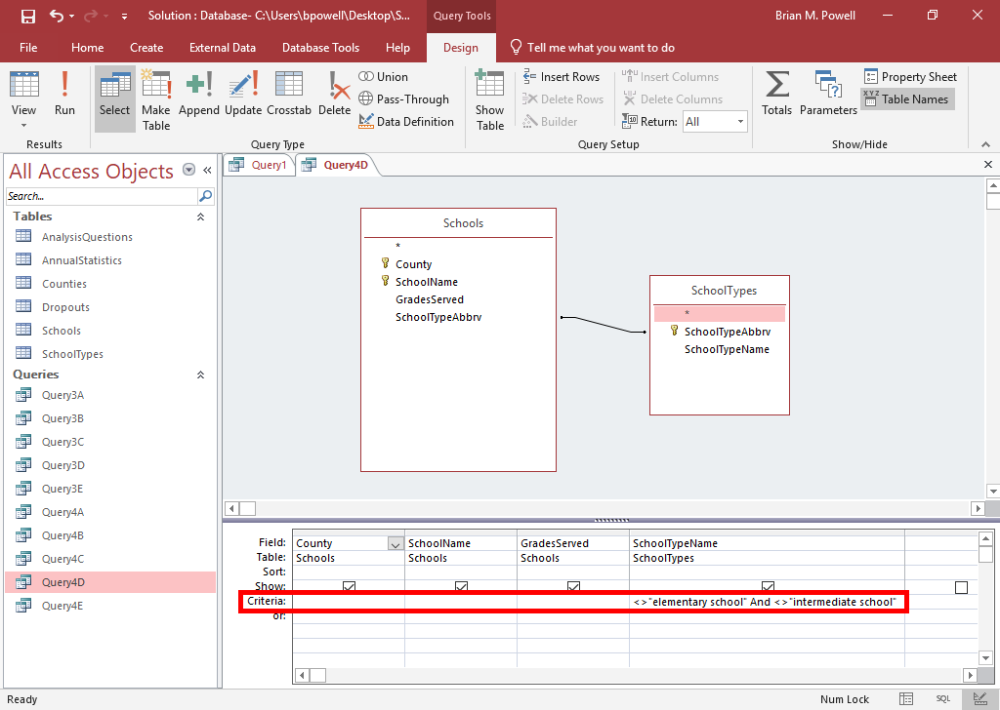 Solution : Database- C:\Users\bpowell\Desktop\S...
Query Tools
Brian M. Powell
File
Home
Create
External Data
Database Tools
Help
Design
Tell me what you want to do
View
Run
Results
Select
Make Table
Append
Update
Crosstab
Delete
Union
Pass-Through
Data Definition
Query Type
Show Table
Insert Rows
Delete Rows
Builder
Insert Columns
Delete Columns
Return:
All
Query Setup
Totals
Parameters
Property Sheet
XYZ
Table Names
Show/Hide
All Access Objects
Search...
Tables
AnalysisQuestions
AnnualStatistics
Counties
Dropouts
Schools
SchoolTypes
Queries
Query3A
Query3B
Query3C
Query3D
Query3E
Query4A
Query4B
Query4C
Query4D
Query4E
Query1
Query4D
Schools
*
County
SchoolName
GradesServed
SchoolTypeAbbrv
SchoolTypes
*
SchoolTypeAbbrv
SchoolTypeName
Field: County SchoolName GradesServed SchoolTypeName
Table: Schools Schools Schools SchoolTypes
Sort:
Show:
Criteria: <>"elementary school" And <>"intermediate school"
or:
Ready
Num Lock
SQL